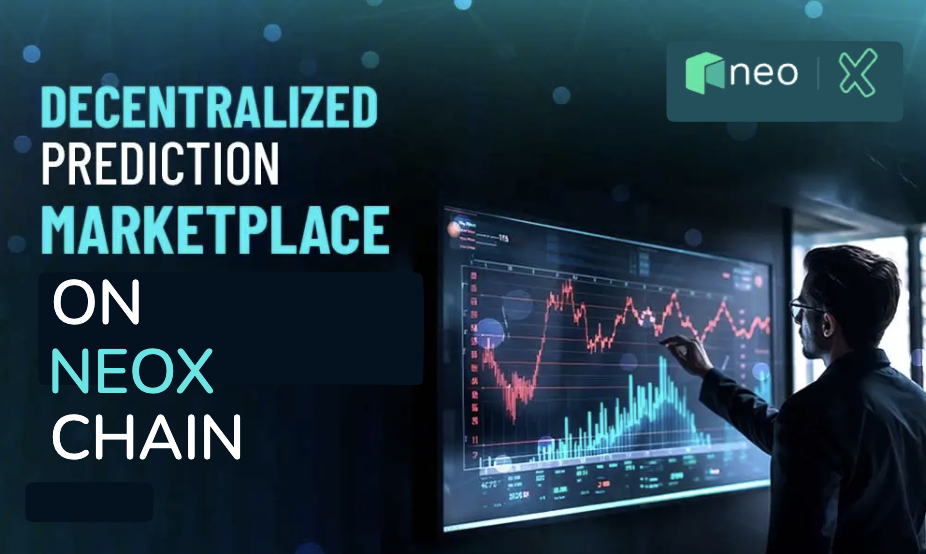 neo
DECENTRALIZED
PREDICTION
MARKETPLACE
ON
NEOX
CHAIN